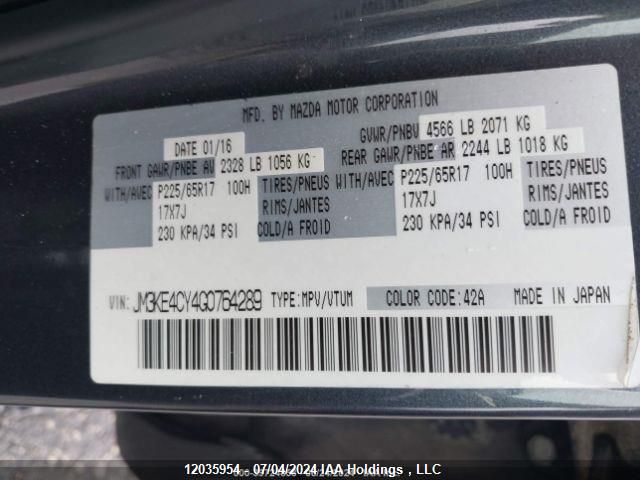 MFD. BY MAZDA MOTOR CORPORATION
DATE 01/16 GVWR/PNBV 4566 LB 2071 KG
FRONT GAWR/PNBE AV 2328 LB 1056 KG REAR GAWR/PNBE AR 2244 LB 1018 KG
WITH/AVEC P225/65R17 100H TIRES/PNEUS WITH/AVEC P225/65R17 100H TIRES/PNEUS
17X7J RIMS/JANTES 17X7J RIMS/JANTES
230 KPA/34 PSI COLD/A FROID 230 KPA/34 PSI COLD/A FROID
VIN: JM3KE4CY4G0764289 TYPE:MPV/VTUM COLOR CODE:42A MADE IN JAPAN
12035954 07/04/2024 IAA Holdings , LLC